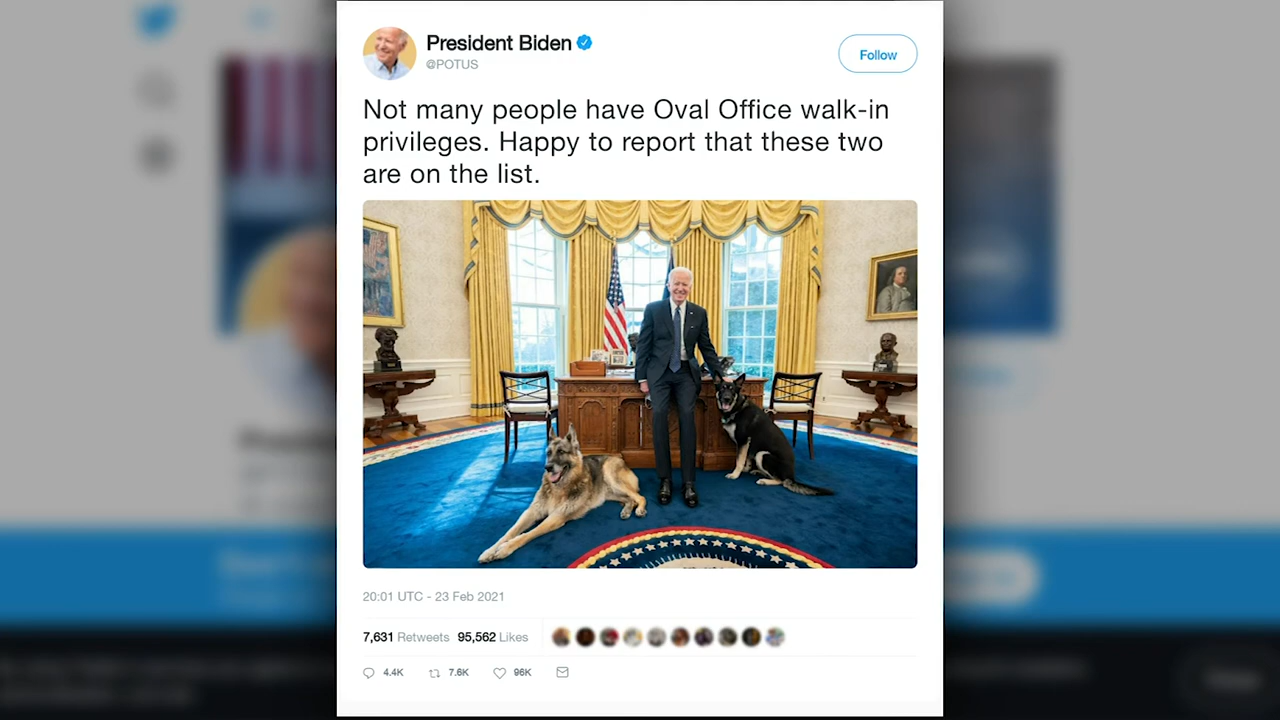 President Biden
@POTUS
Follow
Not many people have Oval Office walk-in
privileges. Happy to report that these two
are on the list.
20:01 UTC - 23 Feb 2021
7,631 Retweets 95,562 Likes
4.4K 7.6K 96K